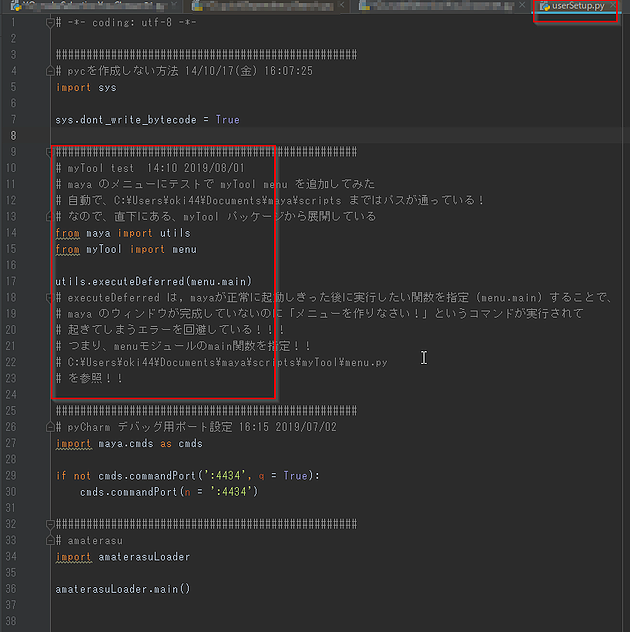 userSetup.py
1 # -*- coding: utf-8 -*-
2
3 ##################################################
4 # pycを作成しない方法 14/10/17(金) 16:07:25
5 import sys
6
7 sys.dont_write_bytecode = True
8
9 ##################################################
10 # myTool test  14:10 2019/08/01
11 # maya のメニューにテストで myTool menu を追加してみた
12 # 自動で、C:¥Users¥oki44¥Documents¥maya¥scripts まではパスが通っている！
13 # なので、直下にある、myTool パッケージから展開している
14 from maya import utils
15 from myTool import menu
16
17 utils.executeDeferred(menu.main)
18 # executeDeferred は，mayaが正常に起動しきった後に実行したい関数を指定（menu.main）することで、
19 # maya のウィンドウが完成していないのに「メニューを作りなさい！」というコマンドが実行されて
20 # 起きてしまうエラーを回避している！！！
21 # つまり、menuモジュールのmain関数を指定！！
22 # C:¥Users¥oki44¥Documents¥maya¥scripts¥myTool¥menu.py
23 # を参照！！
24
25 ##################################################
26 # pyCharm デバッグ用ポート設定 16:15 2019/07/02
27 import maya.cmds as cmds
28
29 if not cmds.commandPort(':4434', q = True):
30     cmds.commandPort(n = ':4434')
31
32 ##################################################
33 # amaterasu
34 import amaterasuLoader
35
36 amaterasuLoader.main()
37
38